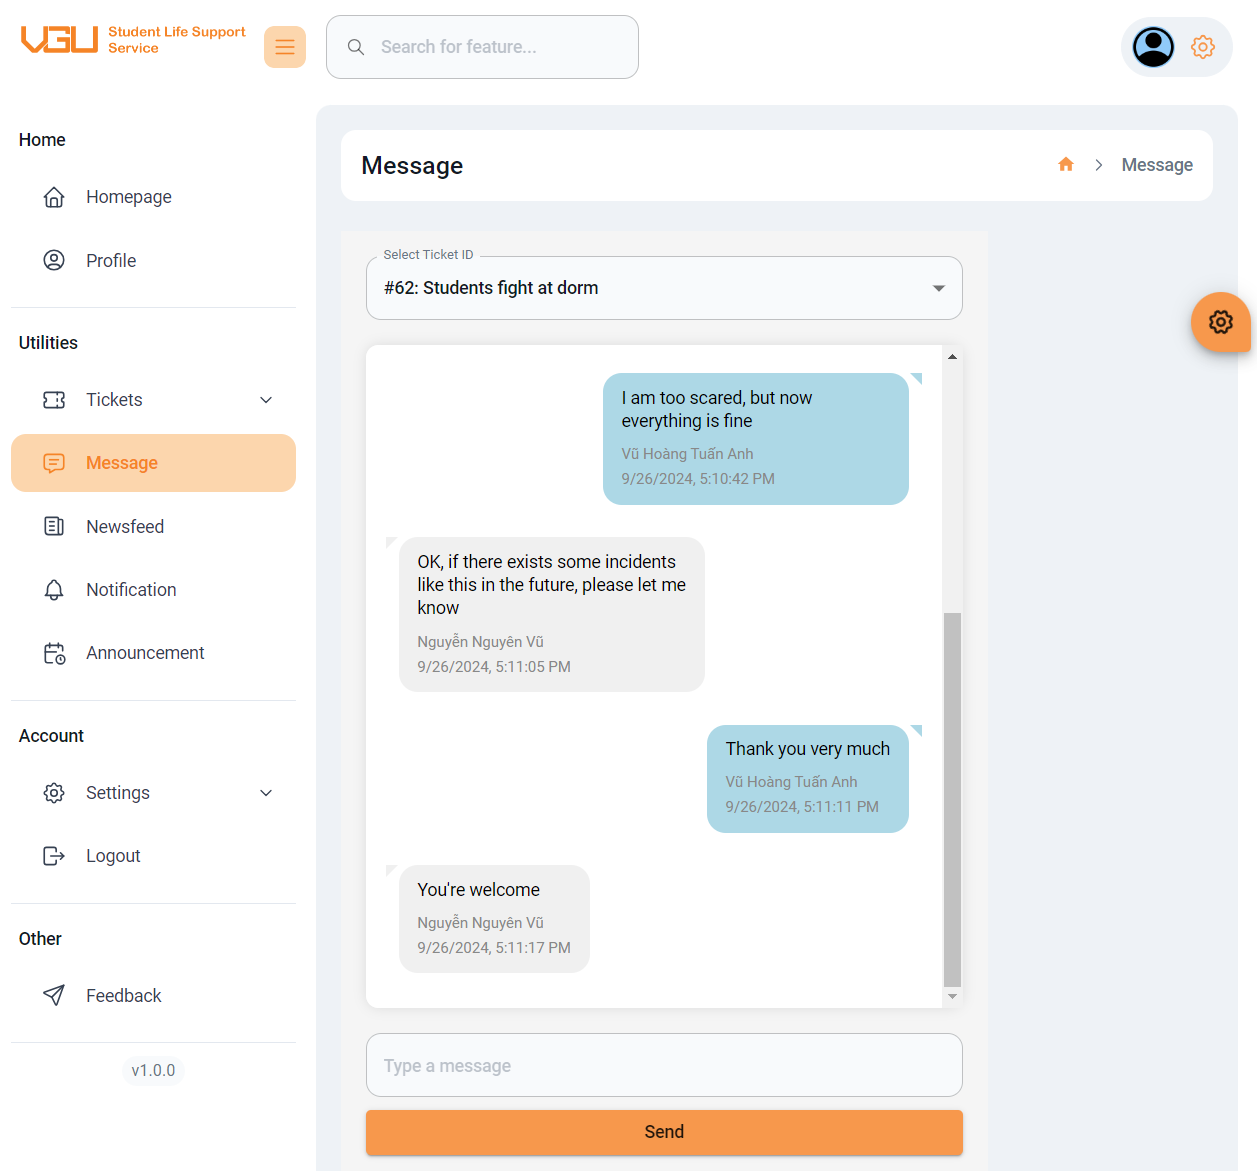 VGU
Student Life Support
Service
Search for feature...
Home
Homepage
Profile
Utilities
Tickets
Message
Newsfeed
Notification
Announcement
Account
Settings
Logout
Other
Feedback
v1.0.0
Message
Message
Select Ticket ID
#62: Students fight at dorm
I am too scared, but now
everything is fine
Vũ Hoàng Tuấn Anh
9/26/2024, 5:10:42 PM
OK, if there exists some incidents
like this in the future, please let me
know
Nguyễn Nguyên Vũ
9/26/2024, 5:11:05 PM
Thank you very much
Vũ Hoàng Tuấn Anh
9/26/2024, 5:11:11 PM
You're welcome
Nguyễn Nguyên Vũ
9/26/2024, 5:11:17 PM
Type a message
Send